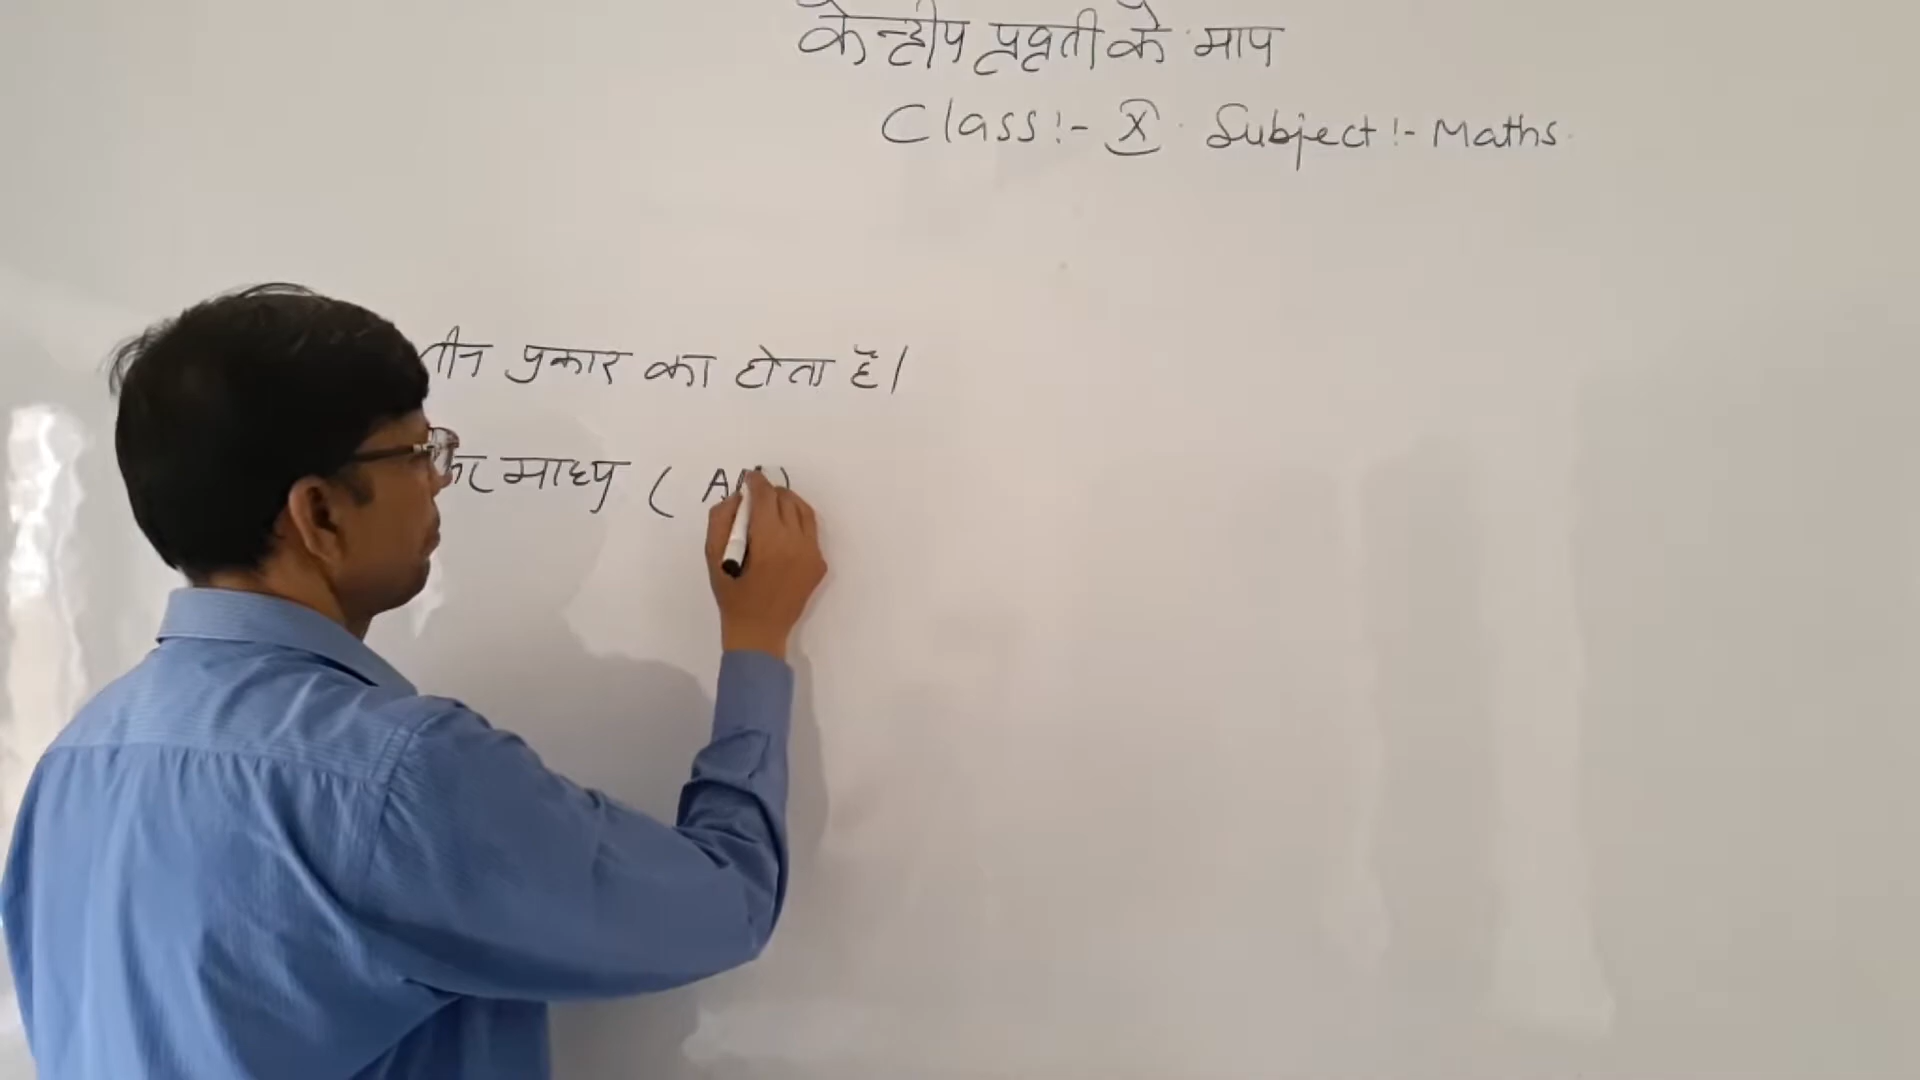 केन्द्रीय प्रवृती के माप
Class:- X Subject:- Maths
तीन प्रकार का होता है।
माध्य (